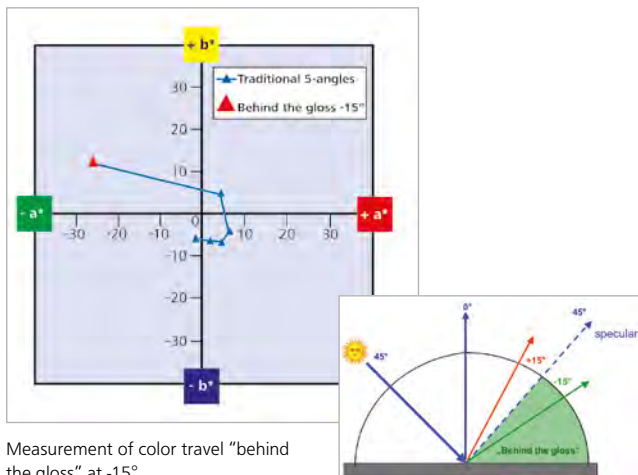 + b*
Traditional 5-angles
Behind the gloss -15°
30
20
10
- a*
+ a*
-30 -20 -10 0 10 20 30
-10
-20
-30
- b*
0°
45°
specular
45°
+15°
-15°
„Behind the gloss"
Measurement of color travel “behind
the gloss” at -15°